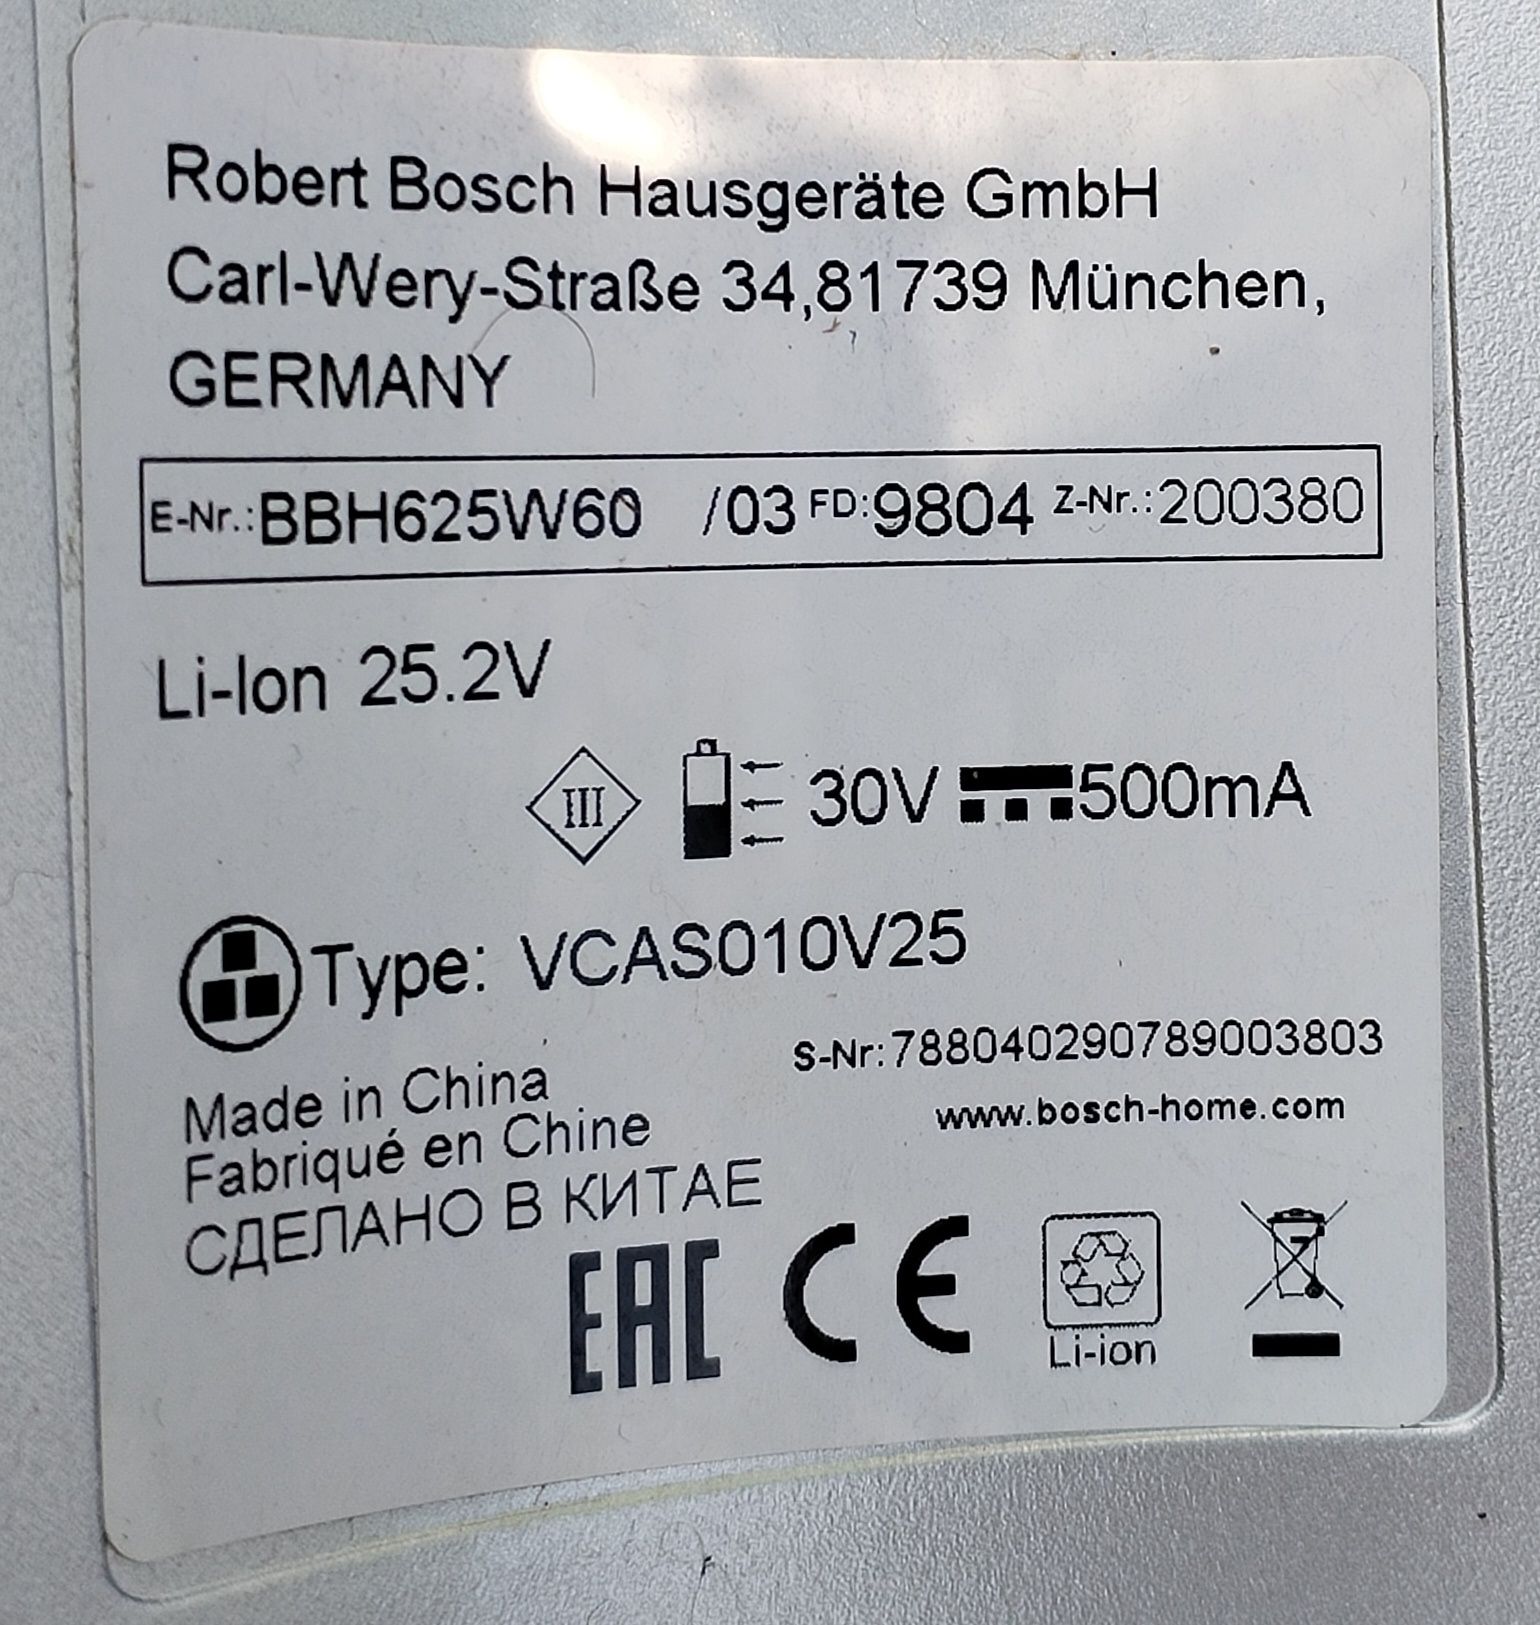 Robert Bosch Hausgeräte GmbH
Carl-Wery-Straße 34,81739 München,
GERMANY
E-Nr.:BBH625W60 /03 FD:9804 Z-Nr.:200380
Li-Ion 25.2V
III 30V 500mA
Type: VCAS010V25
S-Nr:788040290789003803
www.bosch-home.com
Made in China
Fabriqué en Chine
СДЕЛАНО В КИТАЕ
EAC CE
Li-ion